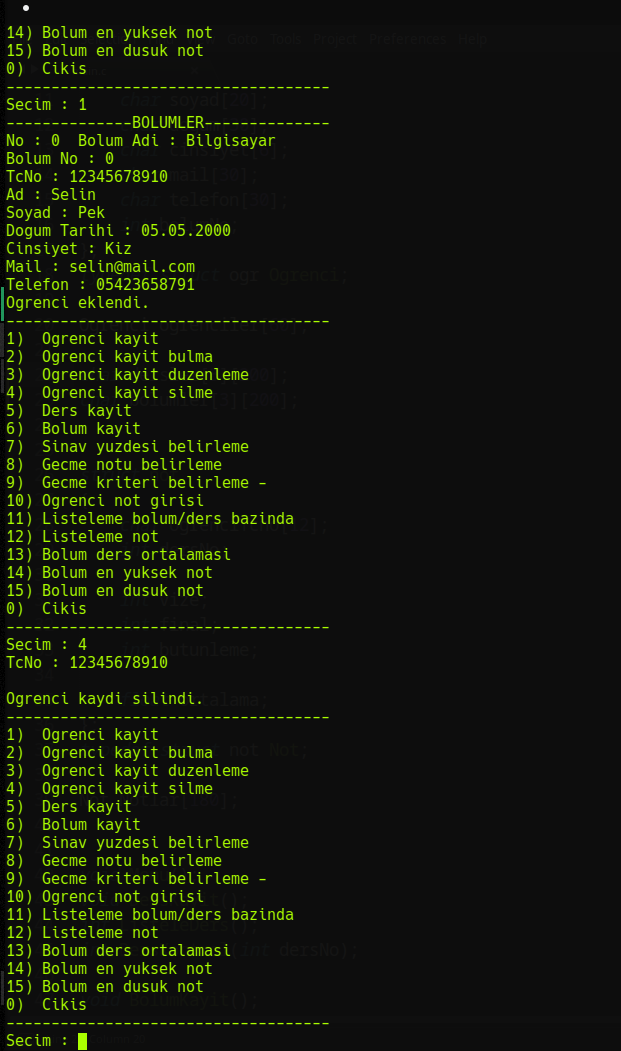 14) Bolum en yuksek not
15) Bolum en dusuk not
0)  Cikis
------------------------------------
Secim : 1
--------------BOLUMLER--------------
No : 0  Bolum Adi : Bilgisayar
Bolum No : 0
TcNo : 12345678910
Ad : Selin
Soyad : Pek
Dogum Tarihi : 05.05.2000
Cinsiyet : Kiz
Mail : selin@mail.com
Telefon : 05423658791
Ogrenci eklendi.
------------------------------------
1)  Ogrenci kayit
2)  Ogrenci kayit bulma
3)  Ogrenci kayit duzenleme
4)  Ogrenci kayit silme
5)  Ders kayit
6)  Bolum kayit
7)  Sinav yuzdesi belirleme
8)  Gecme notu belirleme
9)  Gecme kriteri belirleme -
10) Ogrenci not girisi
11) Listeleme bolum/ders bazinda
12) Listeleme not
13) Bolum ders ortalamasi
14) Bolum en yuksek not
15) Bolum en dusuk not
0)  Cikis
------------------------------------
Secim : 4
TcNo : 12345678910

Ogrenci kaydi silindi.
------------------------------------
1)  Ogrenci kayit
2)  Ogrenci kayit bulma
3)  Ogrenci kayit duzenleme
4)  Ogrenci kayit silme
5)  Ders kayit
6)  Bolum kayit
7)  Sinav yuzdesi belirleme
8)  Gecme notu belirleme
9)  Gecme kriteri belirleme -
10) Ogrenci not girisi
11) Listeleme bolum/ders bazinda
12) Listeleme not
13) Bolum ders ortalamasi
14) Bolum en yuksek not
15) Bolum en dusuk not
0)  Cikis
------------------------------------
Secim :